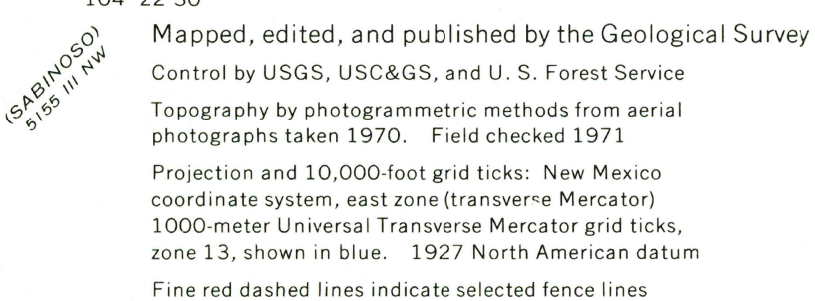 (SABINOSO)
5155 III NW
Mapped, edited, and published by the Geological Survey
Control by USGS, USC&GS, and U. S. Forest Service
Topography by photogrammetric methods from aerial
photographs taken 1970. Field checked 1971
Projection and 10,000-foot grid ticks: New Mexico
coordinate system, east zone (transverse Mercator)
1000-meter Universal Transverse Mercator grid ticks,
zone 13, shown in blue. 1927 North American datum
Fine red dashed lines indicate selected fence lines